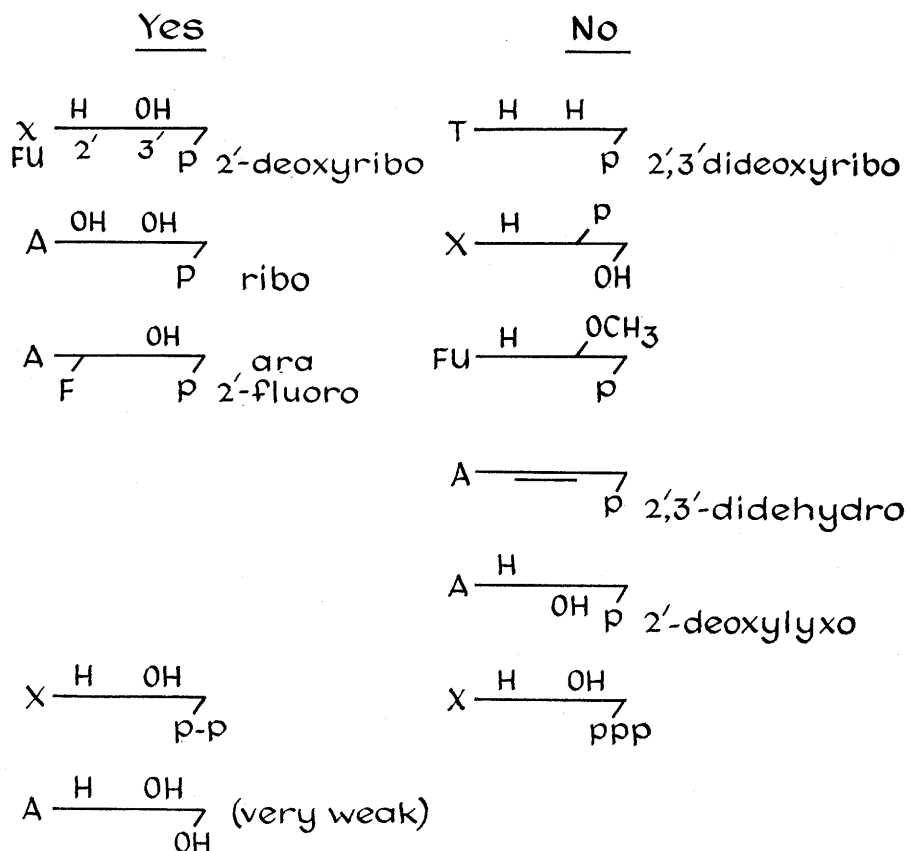 Yes
No
H OH
X
FU 2′ 3′ p 2′-deoxyribo
H H
T
p 2′,3′dideoxyribo
OH OH
A
p ribo
H p
X
OH
OH
A ara
F p 2′-fluoro
H OCH3
FU
p
A
p 2′,3′-didehydro
H
A
OH p 2′-deoxylyxo
H OH
X
p-p
H OH
X
ppp
H OH
A (very weak)
OH